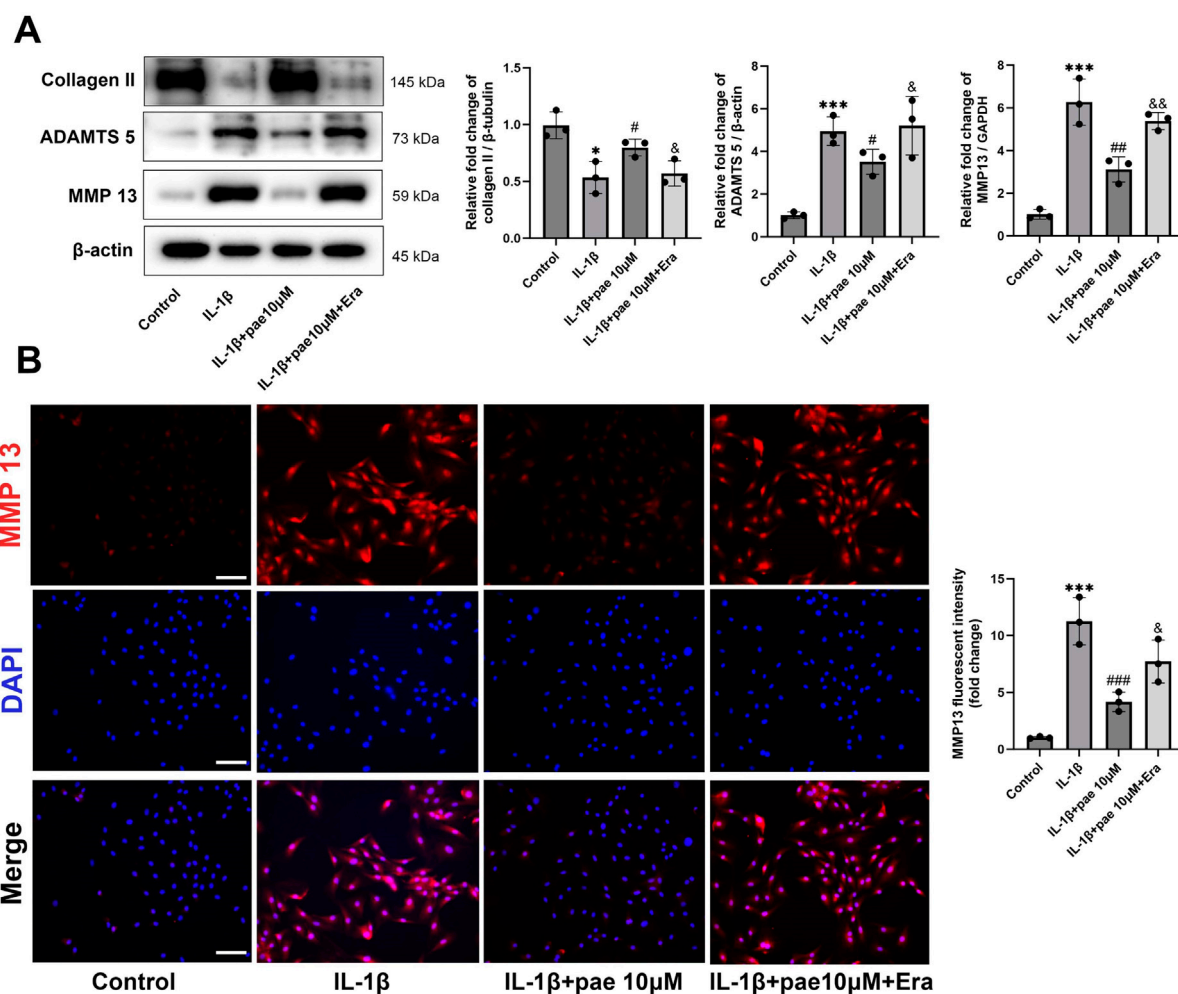 A
Collagen II
145 kDa
ADAMTS 5
73 kDa
MMP 13
59 kDa
β-actin
45 kDa
Control
IL-1β
IL-1β+pae10μM
IL-1β+pae10μM+Era
Relative fold change of
collagen II / β-tubulin
1.5
1.0
0.5
0.0
*
#
&
Control
IL-1β
IL-1β+pae 10μM
IL-1β+pae 10μM+Era
Relative fold change of
ADAMTS 5 / β-actin
8
6
4
2
0
***
#
&
Control
IL-1β
IL-1β+pae 10μM
IL-1β+pae 10μM+Era
Relative fold change of
MMP13 / GAPDH
8
6
4
2
0
***
##
&&
Control
IL-1β
IL-1β+pae 10μM
IL-1β+pae 10μM+Era
B
MMP 13
DAPI
Merge
Control
IL-1β
IL-1β+pae 10μM
IL-1β+pae10μM+Era
MMP13 fluorescent intensity
(fold change)
15
10
5
0
***
###
&
Control
IL-1β
IL-1β+pae 10μM
IL-1β+pae 10μM+Era